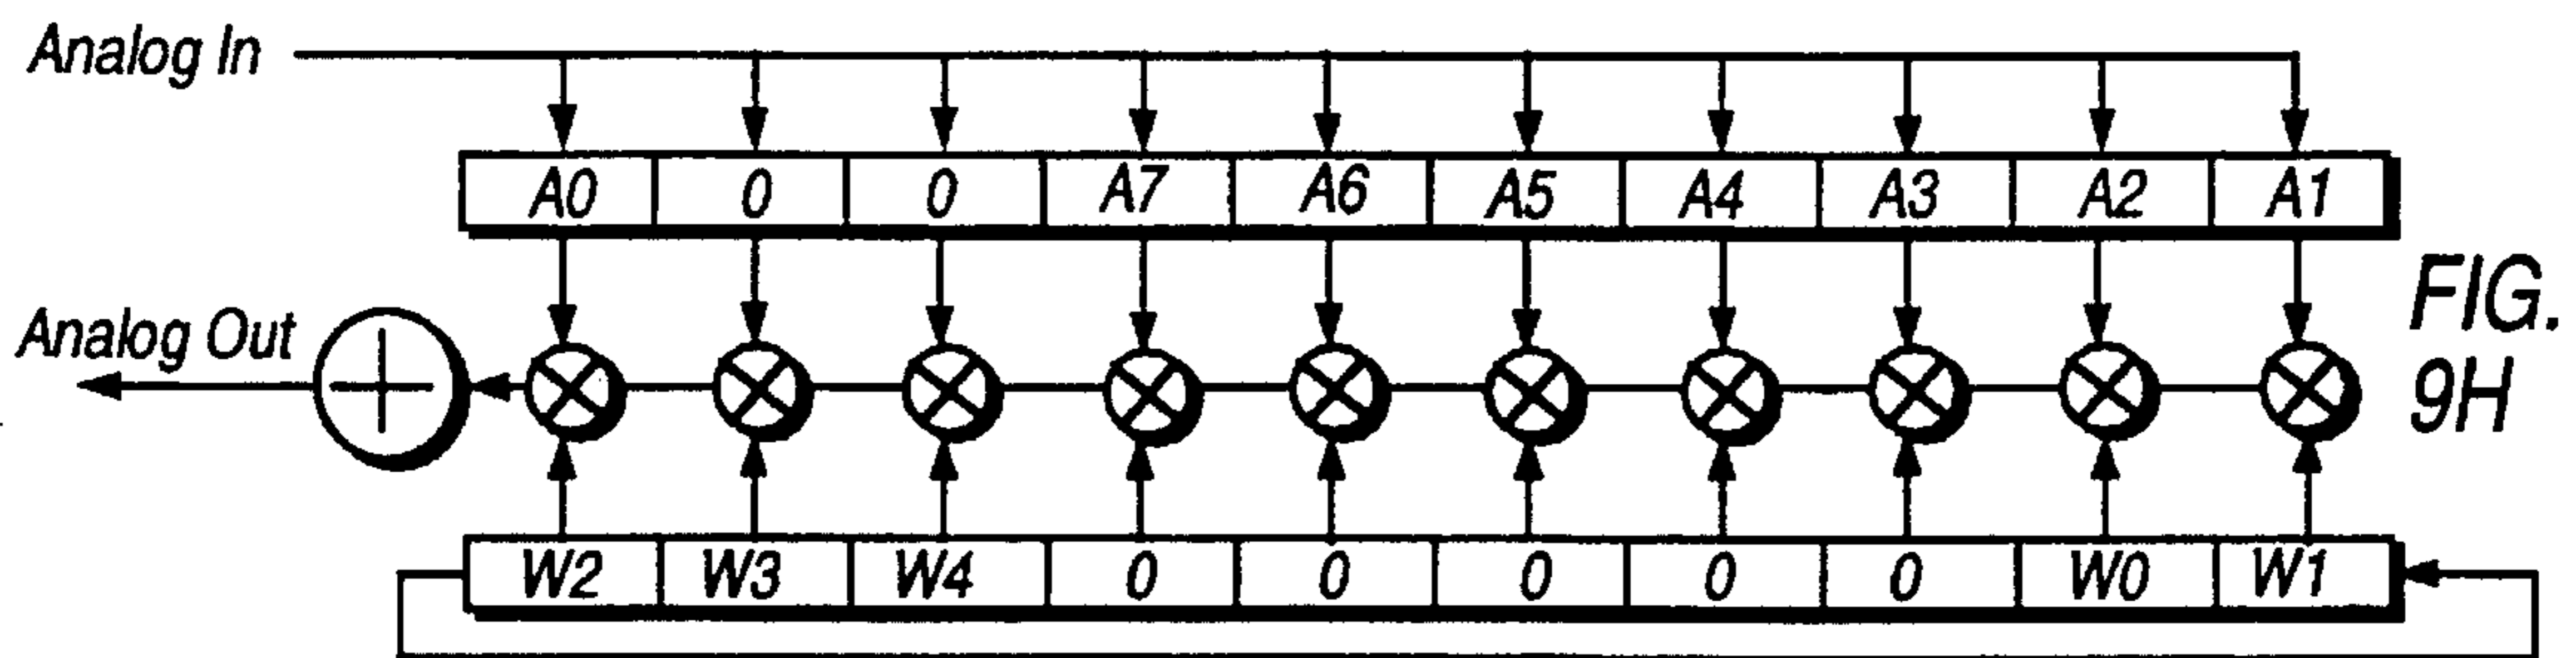 Analog In
A0 0 0 A7 A6 A5 A4 A3 A2 A1
Analog Out
FIG.
9H
W2 W3 W4 0 0 0 0 0 W0 W1